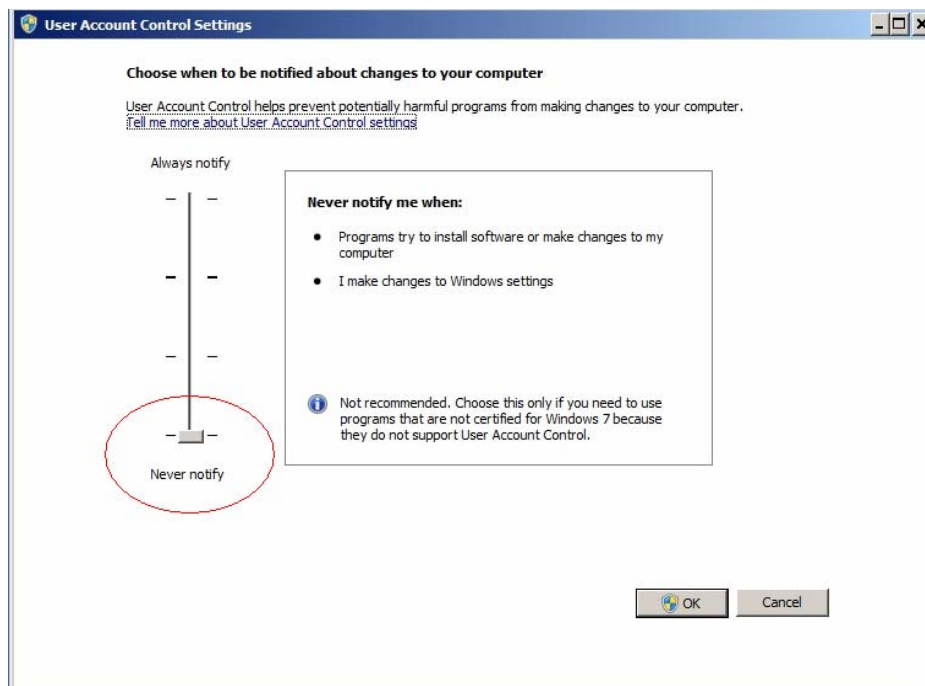 User Account Control Settings
Choose when to be notified about changes to your computer
User Account Control helps prevent potentially harmful programs from making changes to your computer.
Tell me more about User Account Control settings
Always notify
Never notify me when:
• Programs try to install software or make changes to my
computer
• I make changes to Windows settings
Not recommended. Choose this only if you need to use
programs that are not certified for Windows 7 because
they do not support User Account Control.
Never notify
OK
Cancel